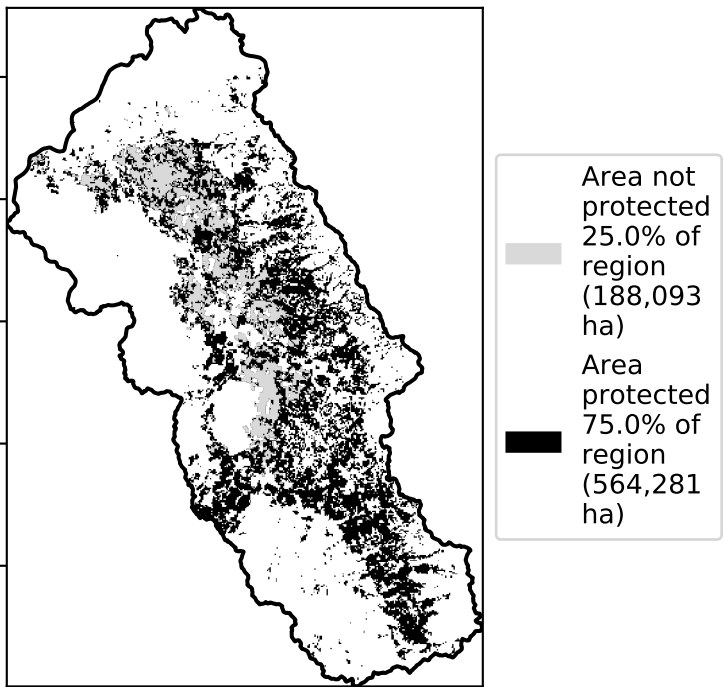 Area not
protected
25.0% of
region
(188,093
ha)
Area
protected
75.0% of
region
(564,281
ha)